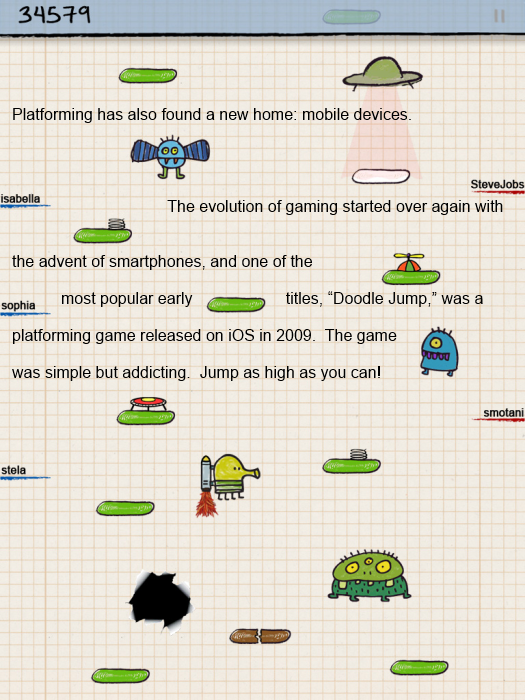 34579
Platforming has also found a new home: mobile devices.
SteveJobs
isabella
The evolution of gaming started over again with
the advent of smartphones, and one of the
sophia
most popular early titles, “Doodle Jump,” was a
platforming game released on iOS in 2009.  The game
was simple but addicting.  Jump as high as you can!
smotani
stela